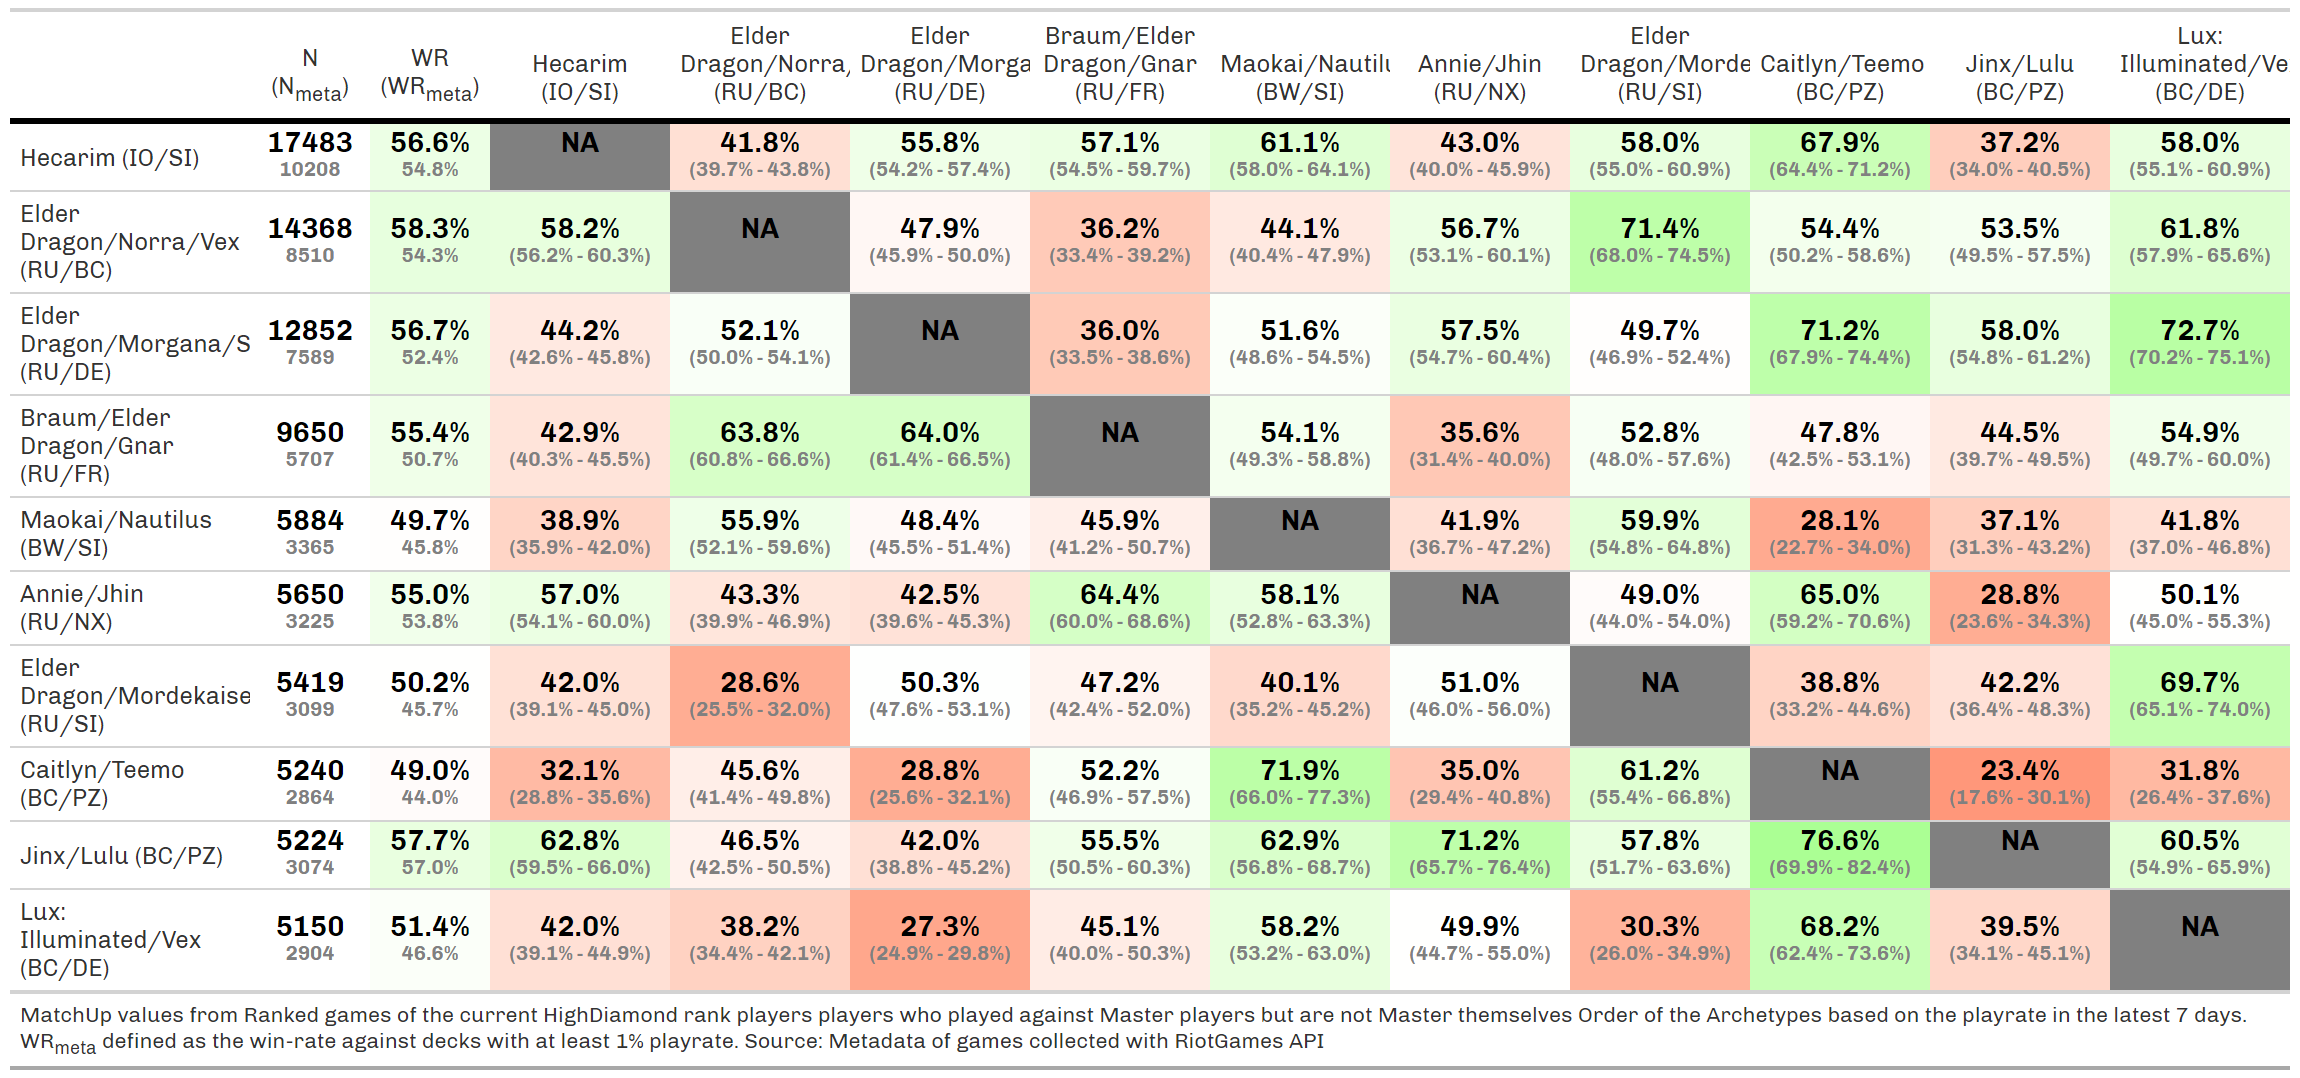 N (N_meta) WR (WR_meta) Hecarim (IO/SI) Elder Dragon/Norra, (RU/BC) Elder Dragon/Morga (RU/DE) Braum/Elder Dragon/Gnar (RU/FR) Maokai/Nautilu (BW/SI) Annie/Jhin (RU/NX) Elder Dragon/Morde (RU/SI) Caitlyn/Teemo (BC/PZ) Jinx/Lulu (BC/PZ) Lux: Illuminated/Ve (BC/DE)
Hecarim (IO/SI) 17483 56.6% NA 41.8% 55.8% 57.1% 61.1% 43.0% 58.0% 67.9% 37.2% 58.0%
10208 54.8% (39.7% - 43.8%) (54.2% - 57.4%) (54.5% - 59.7%) (58.0% - 64.1%) (40.0% - 45.9%) (55.0% - 60.9%) (64.4% - 71.2%) (34.0% - 40.5%) (55.1% - 60.9%)
Elder
Dragon/Norra/Vex
(RU/BC)
14368 58.3% 58.2% NA 47.9% 36.2% 44.1% 56.7% 71.4% 54.4% 53.5% 61.8%
8510 54.3% (56.2% - 60.3%) (45.9% - 50.0%) (33.4% - 39.2%) (40.4% - 47.9%) (53.1% - 60.1%) (68.0% - 74.5%) (50.2% - 58.6%) (49.5% - 57.5%) (57.9% - 65.6%)
Elder
Dragon/Morgana/S
(RU/DE)
12852 56.7% 44.2% 52.1% NA 36.0% 51.6% 57.5% 49.7% 71.2% 58.0% 72.7%
7589 52.4% (42.6% - 45.8%) (50.0% - 54.1%) (33.5% - 38.6%) (48.6% - 54.5%) (54.7% - 60.4%) (46.9% - 52.4%) (67.9% - 74.4%) (54.8% - 61.2%) (70.2% - 75.1%)
Braum/Elder
Dragon/Gnar
(RU/FR)
9650 55.4% 42.9% 63.8% 64.0% NA 54.1% 35.6% 52.8% 47.8% 44.5% 54.9%
5707 50.7% (40.3% - 45.5%) (60.8% - 66.6%) (61.4% - 66.5%) (49.3% - 58.8%) (31.4% - 40.0%) (48.0% - 57.6%) (42.5% - 53.1%) (39.7% - 49.5%) (49.7% - 60.0%)
Maokai/Nautilus
(BW/SI)
5884 49.7% 38.9% 55.9% 48.4% 45.9% NA 41.9% 59.9% 28.1% 37.1% 41.8%
3365 45.8% (35.9% - 42.0%) (52.1% - 59.6%) (45.5% - 51.4%) (41.2% - 50.7%) (36.7% - 47.2%) (54.8% - 64.8%) (22.7% - 34.0%) (31.3% - 43.2%) (37.0% - 46.8%)
Annie/Jhin
(RU/NX)
5650 55.0% 57.0% 43.3% 42.5% 64.4% 58.1% NA 49.0% 65.0% 28.8% 50.1%
3225 53.8% (54.1% - 60.0%) (39.9% - 46.9%) (39.6% - 45.3%) (60.0% - 68.6%) (52.8% - 63.3%) (44.0% - 54.0%) (59.2% - 70.6%) (23.6% - 34.3%) (45.0% - 55.3%)
Elder
Dragon/Mordekaise
(RU/SI)
5419 50.2% 42.0% 28.6% 50.3% 47.2% 40.1% 51.0% NA 38.8% 42.2% 69.7%
3099 45.7% (39.1% - 45.0%) (25.5% - 32.0%) (47.6% - 53.1%) (42.4% - 52.0%) (35.2% - 45.2%) (46.0% - 56.0%) (33.2% - 44.6%) (36.4% - 48.3%) (65.1% - 74.0%)
Caitlyn/Teemo
(BC/PZ)
5240 49.0% 32.1% 45.6% 28.8% 52.2% 71.9% 35.0% 61.2% NA 23.4% 31.8%
2864 44.0% (28.8% - 35.6%) (41.4% - 49.8%) (25.6% - 32.1%) (46.9% - 57.5%) (66.0% - 77.3%) (29.4% - 40.8%) (55.4% - 66.8%) (17.6% - 30.1%) (26.4% - 37.6%)
Jinx/Lulu (BC/PZ) 5224 57.7% 62.8% 46.5% 42.0% 55.5% 62.9% 71.2% 57.8% 76.6% NA 60.5%
3074 57.0% (59.5% - 66.0%) (42.5% - 50.5%) (38.8% - 45.2%) (50.5% - 60.3%) (56.8% - 68.7%) (65.7% - 76.4%) (51.7% - 63.6%) (69.9% - 82.4%) (54.9% - 65.9%)
Lux:
Illuminated/Vex
(BC/DE)
5150 51.4% 42.0% 38.2% 27.3% 45.1% 58.2% 49.9% 30.3% 68.2% 39.5% NA
2904 46.6% (39.1% - 44.9%) (34.4% - 42.1%) (24.9% - 29.8%) (40.0% - 50.3%) (53.2% - 63.0%) (44.7% - 55.0%) (26.0% - 34.9%) (62.4% - 73.6%) (34.1% - 45.1%)
MatchUp values from Ranked games of the current HighDiamond rank players players who played against Master players but are not Master themselves Order of the Archetypes based on the playrate in the latest 7 days.
WR_meta defined as the win-rate against decks with at least 1% playrate. Source: Metadata of games collected with RiotGames API